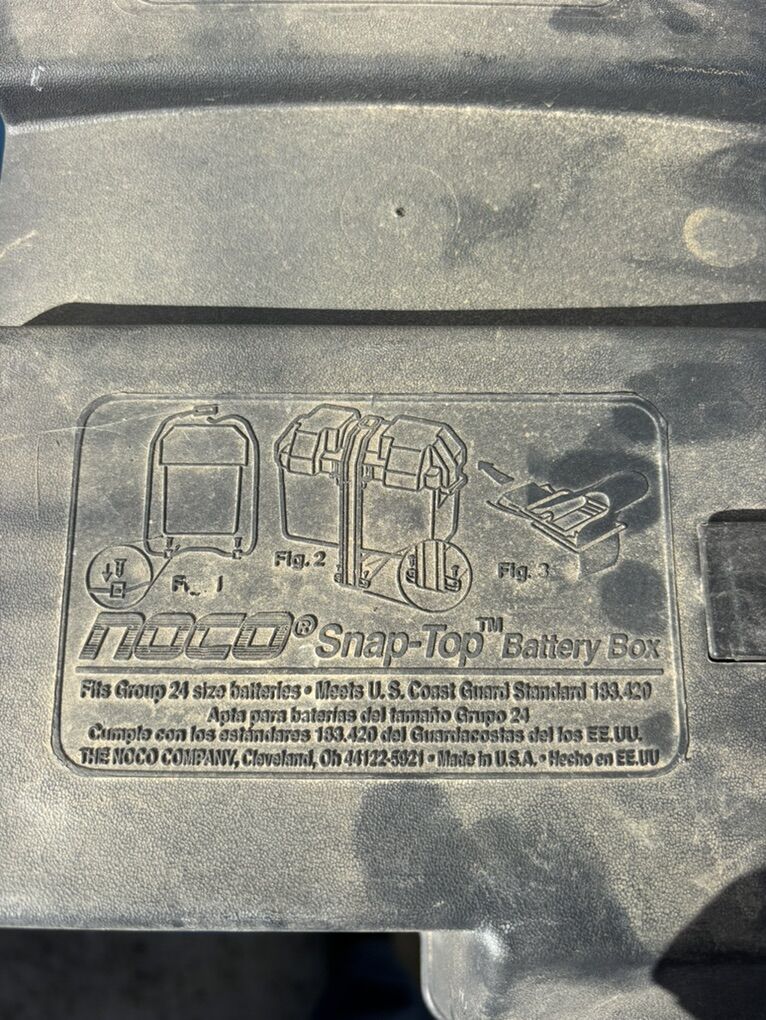 Fig. 1
Fig. 2
Fig. 3
NOCO® Snap-Top™ Battery Box
Fits Group 24 size batteries • Meets U.S. Coast Guard Standard 183.420
Apta para baterías del tamaño Grupo 24
Cumple con los estándares 183.420 del Guardacostas del los EE.UU.
THE NOCO COMPANY, Cleveland, Oh 44122-5921 • Made in U.S.A. • Hecho en EE.UU